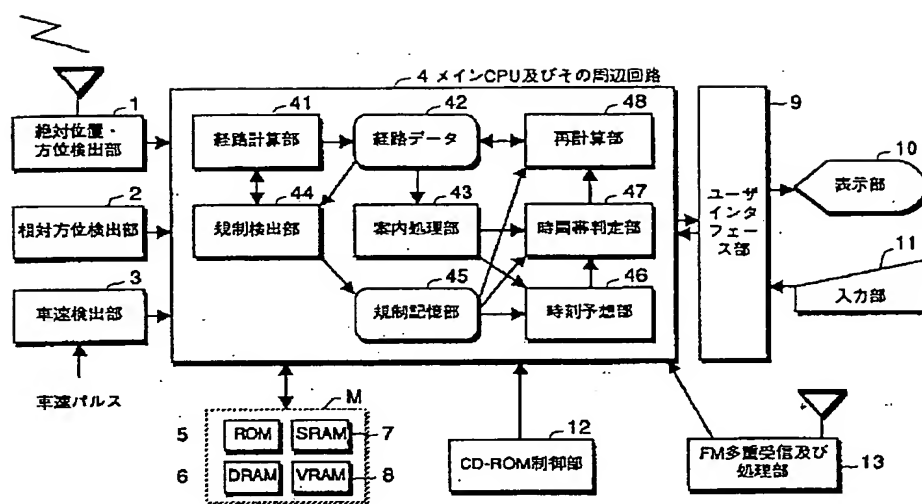 4 メインCPU及びその周辺回路
1
絶対位置・
方位検出部
2
相対方位検出部
3
車速検出部
車速パルス
41
経路計算部
42
経路データ
48
再計算部
44
規制検出部
43
案内処理部
47
時間帯判定部
45
規制記憶部
46
時刻予想部
9
ユーザ
インタ
フェー
ス部
10
表示部
11
入力部
M
5
ROM
SRAM
7
6
DRAM
VRAM
8
12
CD-ROM制御部
FM多重受信及び
処理部
13